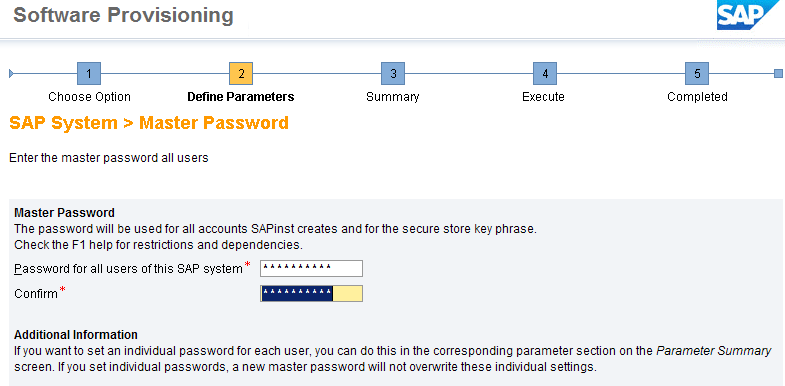 Software Provisioning
SAP
1 2 3 4 5
Choose Option Define Parameters Summary Execute Completed
SAP System > Master Password
Enter the master password all users
Master Password
The password will be used for all accounts SAPinst creates and for the secure store key phrase.
Check the F1 help for restrictions and dependencies.
Password for all users of this SAP system* **********
Confirm* **********
Additional Information
If you want to set an individual password for each user, you can do this in the corresponding parameter section on the Parameter Summary
screen. If you set individual passwords, a new master password will not overwrite these individual settings.